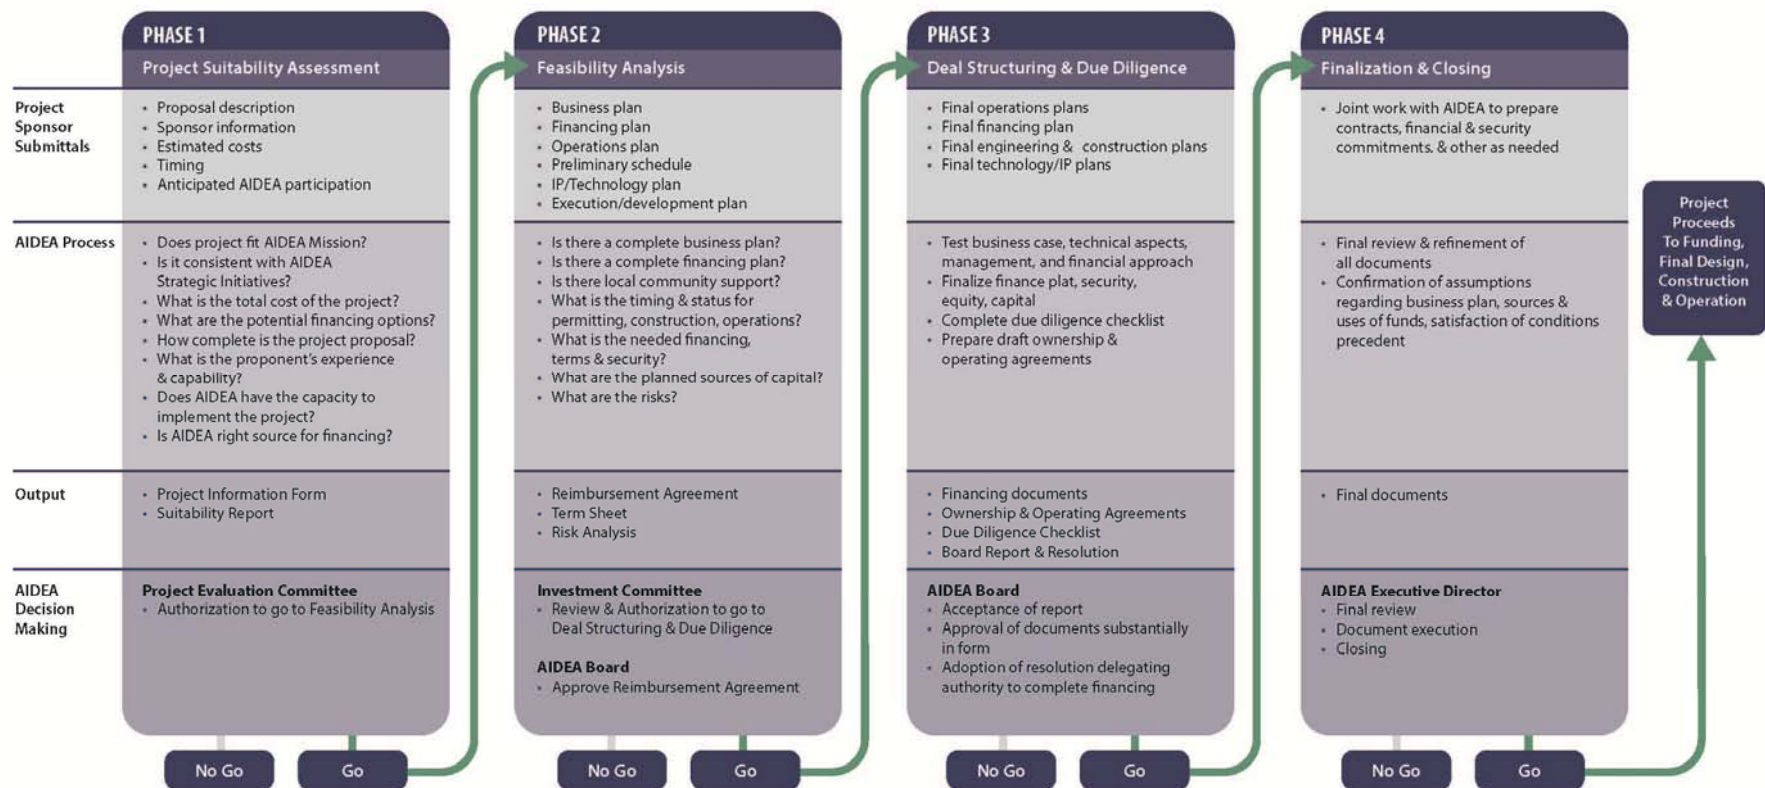 PHASE 1
Project Suitability Assessment
PHASE 2
Feasibility Analysis
PHASE 3
Deal Structuring & Due Diligence
PHASE 4
Finalization & Closing
Project
Sponsor
Submittals
• Proposal description
• Sponsor information
• Estimated costs
• Timing
• Anticipated AIDEA participation
• Business plan
• Financing plan
• Operations plan
• Preliminary schedule
• IP/Technology plan
• Execution/development plan
• Final operations plans
• Final financing plan
• Final engineering & construction plans
• Final technology/IP plans
• Joint work with AIDEA to prepare
contracts, financial & security
commitments, & other as needed
AIDEA Process
• Does project fit AIDEA Mission?
• Is it consistent with AIDEA
Strategic Initiatives?
• What is the total cost of the project?
• What are the potential financing options?
• How complete is the project proposal?
• What is the proponent's experience
& capability?
• Does AIDEA have the capacity to
implement the project?
• Is AIDEA right source for financing?
• Is there a complete business plan?
• Is there a complete financing plan?
• Is there local community support?
• What is the timing & status for
permitting, construction, operations?
• What is the needed financing,
terms & security?
• What are the planned sources of capital?
• What are the risks?
• Test business case, technical aspects,
management, and financial approach
• Finalize finance plat, security,
equity, capital
• Complete due diligence checklist
• Prepare draft ownership &
operating agreements
• Final review & refinement of
all documents
• Confirmation of assumptions
regarding business plan, sources &
uses of funds, satisfaction of conditions
precedent
Output
• Project Information Form
• Suitability Report
• Reimbursement Agreement
• Term Sheet
• Risk Analysis
• Financing documents
• Ownership & Operating Agreements
• Due Diligence Checklist
• Board Report & Resolution
• Final documents
AIDEA
Decision
Making
Project Evaluation Committee
• Authorization to go to Feasibility Analysis
Investment Committee
• Review & Authorization to go to
Deal Structuring & Due Diligence
AIDEA Board
• Approve Reimbursement Agreement
AIDEA Board
• Acceptance of report
• Approval of documents substantially
in form
• Adoption of resolution delegating
authority to complete financing
AIDEA Executive Director
• Final review
• Document execution
• Closing
No Go
Go
No Go
Go
No Go
Go
No Go
Go
Project
Proceeds
To Funding,
Final Design,
Construction
& Operation